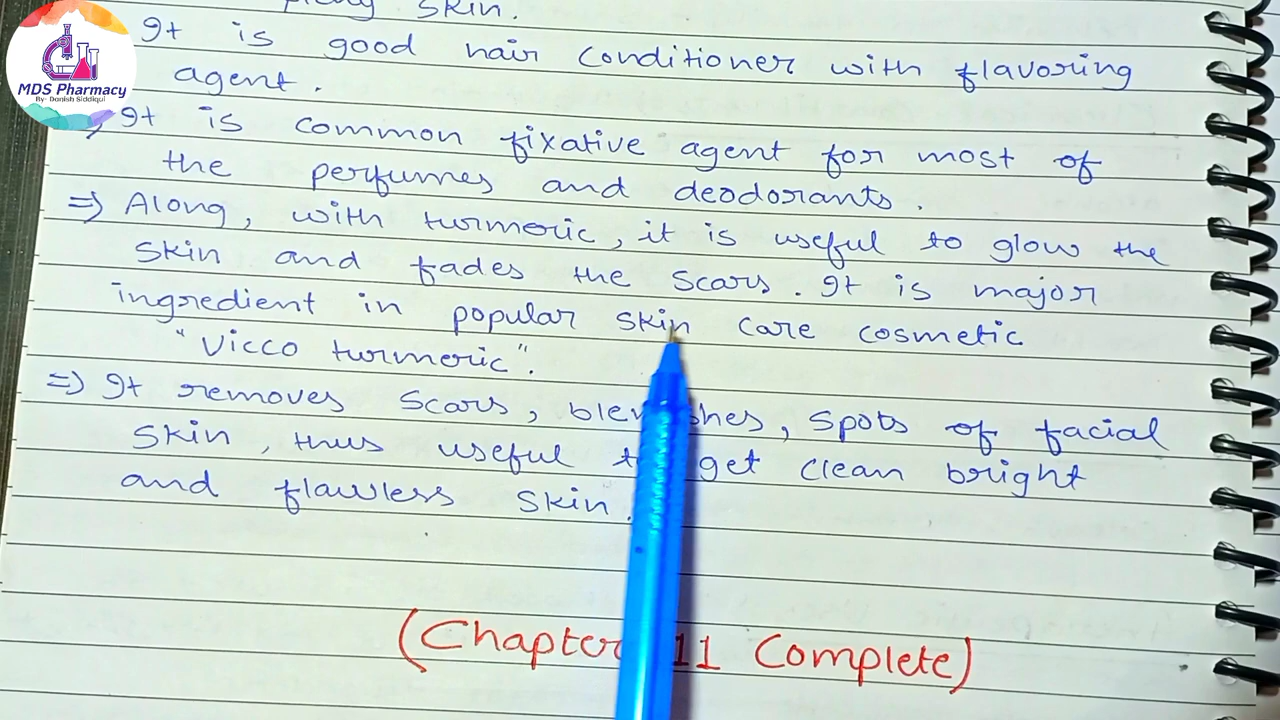 skin.
It is good hair conditioner with flavoring
agent.
⇒ It is common fixative agent for most of
the perfumes and deodorants.
⇒ Along, with turmeric, it is useful to glow the
skin and fades the scars. It is major
ingredient in popular skin care cosmetic
"Vicco turmeric".
⇒ It removes scars, blemishes, spots of facial
skin, thus useful to get clean bright
and flawless skin.
(Chapter 11 Complete)
MDS Pharmacy
By- Danish Siddiqui